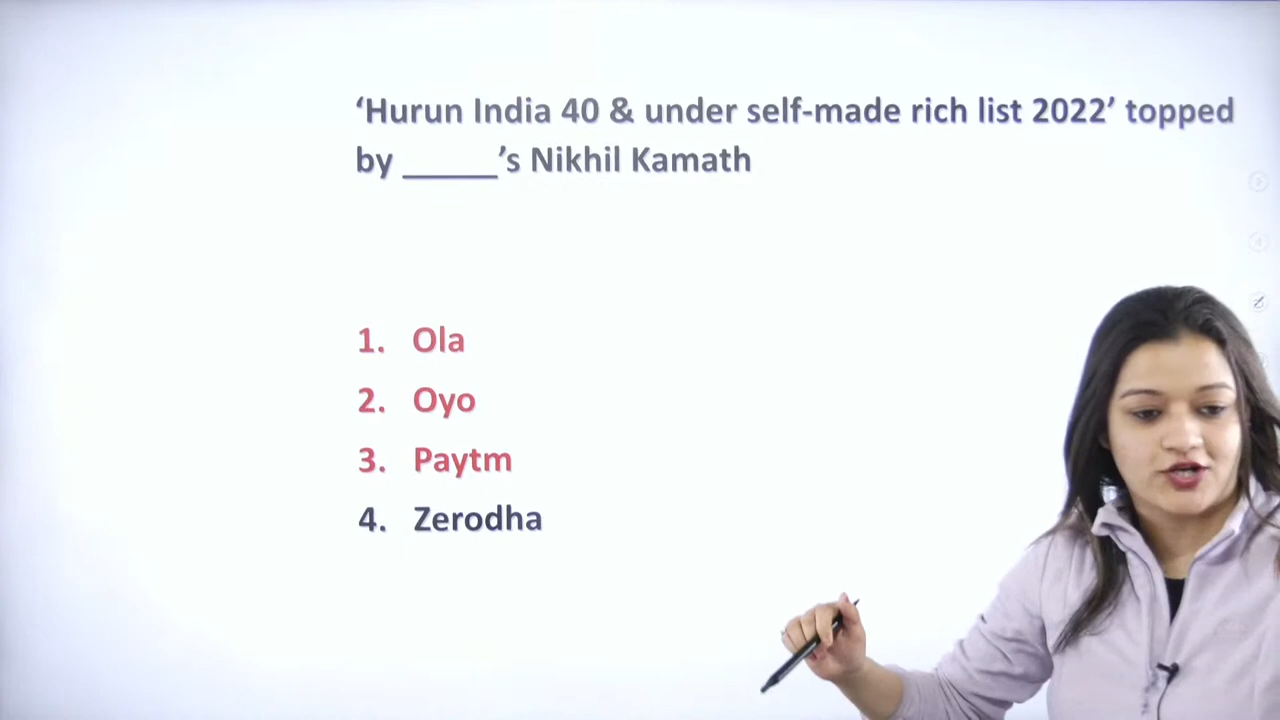 ‘Hurun India 40 & under self-made rich list 2022’ topped
by _____’s Nikhil Kamath
1. Ola
2. Oyo
3. Paytm
4. Zerodha